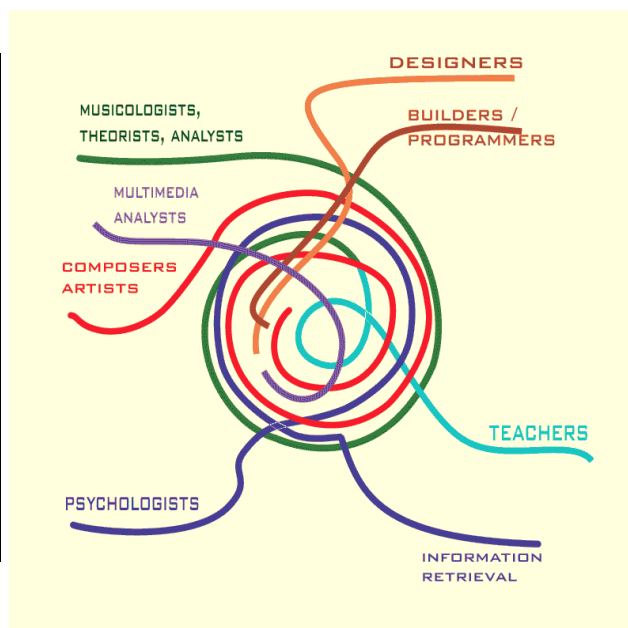 DESIGNERS
MUSICOLOGISTS,
THEORISTS, ANALYSTS
BUILDERS /
PROGRAMMERS
MULTIMEDIA
ANALYSTS
COMPOSERS
ARTISTS
TEACHERS
PSYCHOLOGISTS
INFORMATION
RETRIEVAL